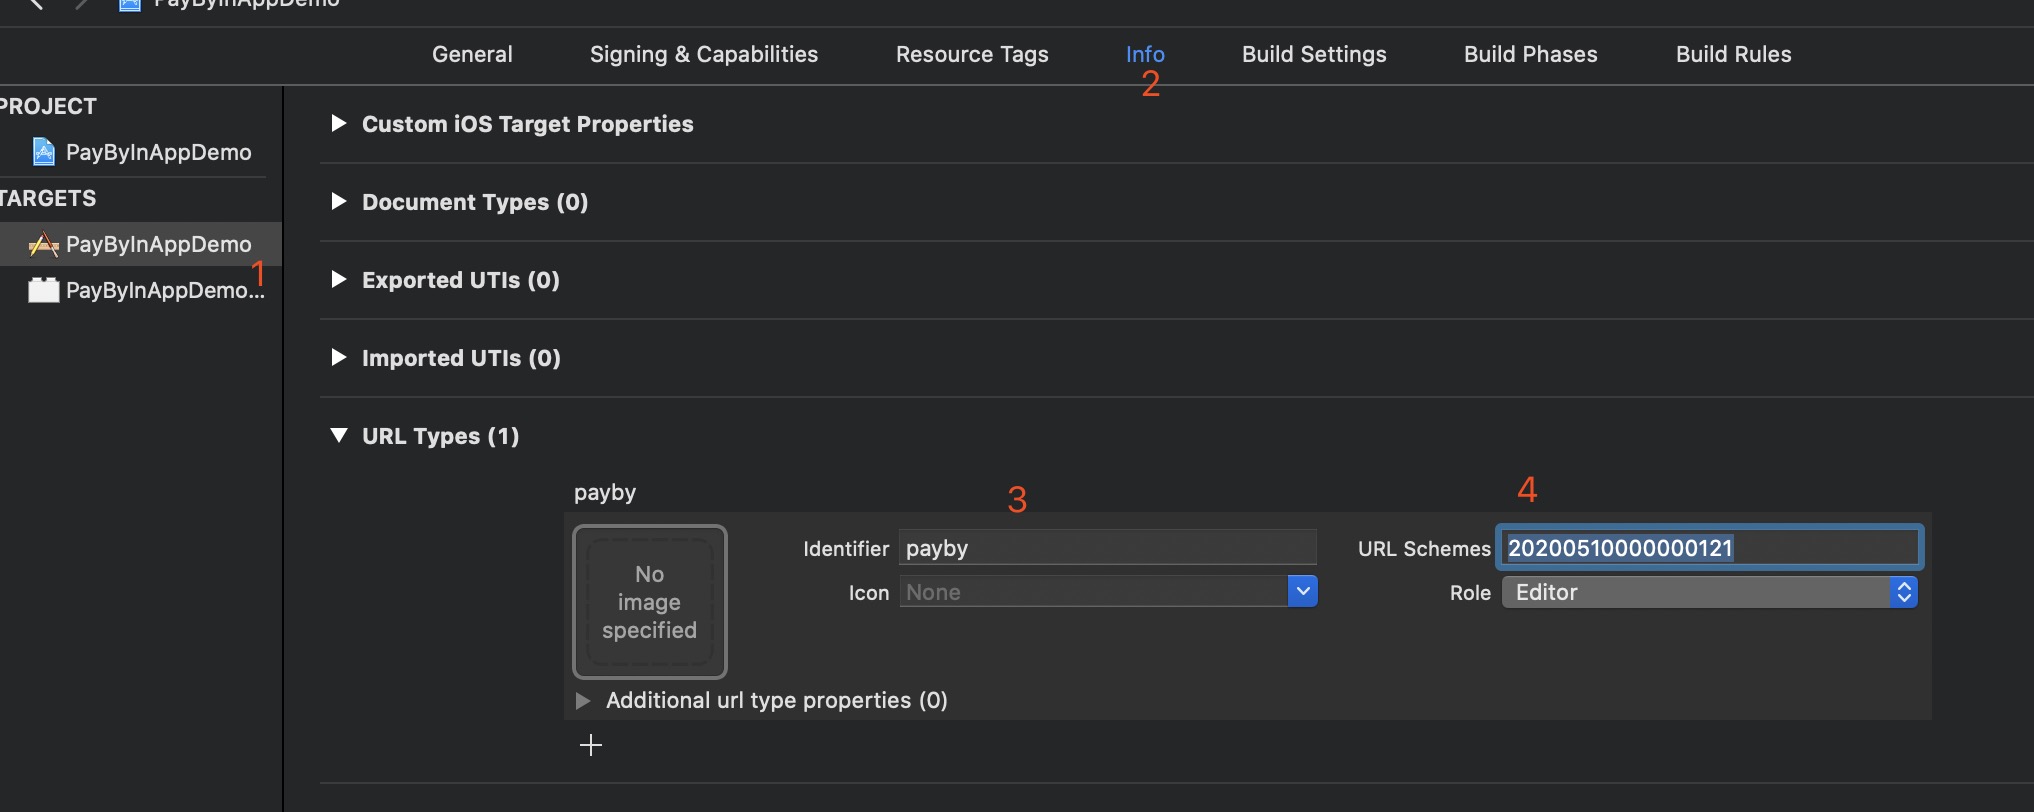 PayByInAppDemo
General Signing & Capabilities Resource Tags Info Build Settings Build Phases Build Rules
2
PROJECT
PayByInAppDemo
TARGETS
PayByInAppDemo
1
PayByInAppDemo...
Custom iOS Target Properties
Document Types (0)
Exported UTIs (0)
Imported UTIs (0)
URL Types (1)
payby
3
4
Identifier payby URL Schemes 20200510000000121
Icon None Role Editor
No
image
specified
Additional url type properties (0)